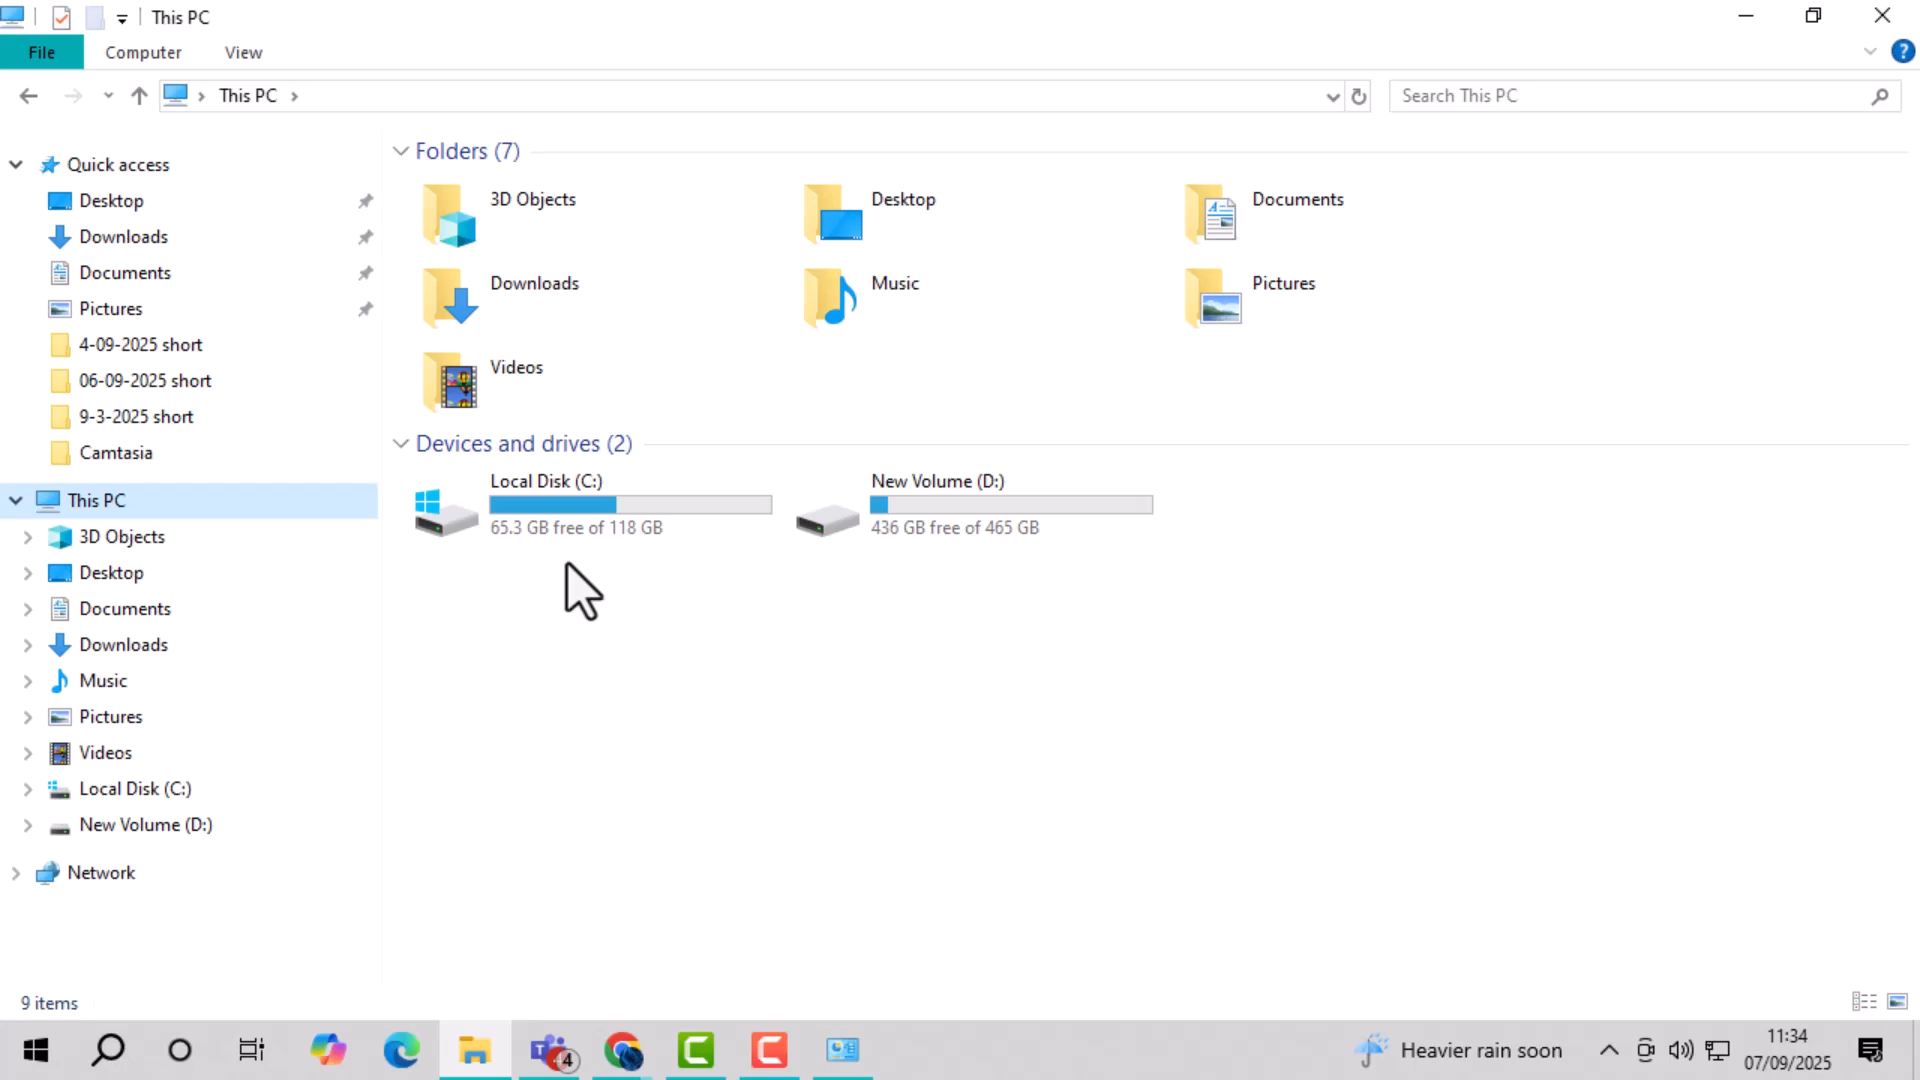 This PC
File
Computer
View
This PC
Search This PC
Quick access
Desktop
Downloads
Documents
Pictures
4-09-2025 short
06-09-2025 short
9-3-2025 short
Camtasia
This PC
3D Objects
Desktop
Documents
Downloads
Music
Pictures
Videos
Local Disk (C:)
New Volume (D:)
Network
Folders (7)
3D Objects
Desktop
Documents
Downloads
Music
Pictures
Videos
Devices and drives (2)
Local Disk (C:)
65.3 GB free of 118 GB
New Volume (D:)
436 GB free of 465 GB
9 items
4
Heavier rain soon
11:34
07/09/2025